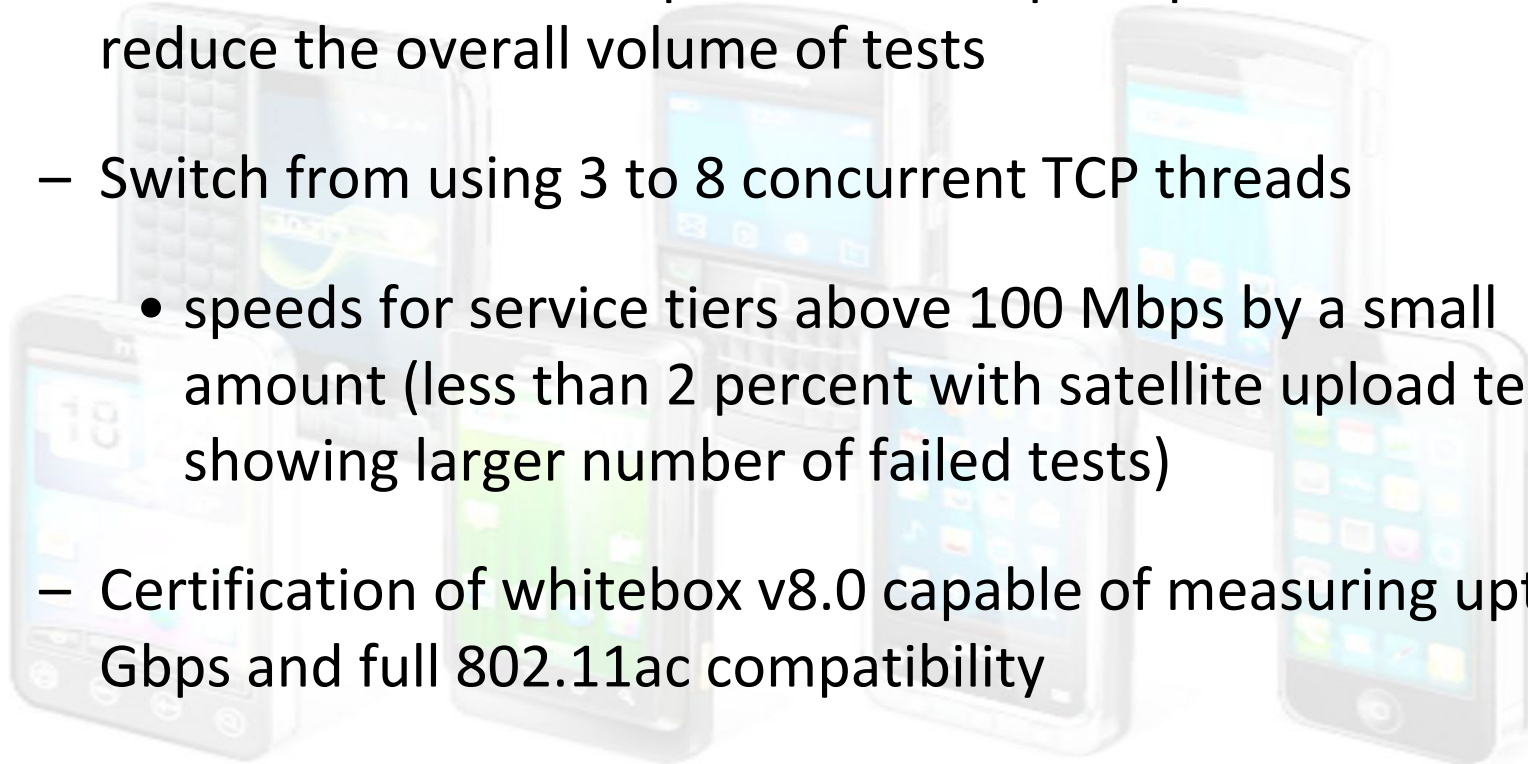 reduce the overall volume of tests
– Switch from using 3 to 8 concurrent TCP threads
• speeds for service tiers above 100 Mbps by a small
amount (less than 2 percent with satellite upload
showing larger number of failed tests)
– Certification of whitebox v8.0 capable of measuring
Gbps and full 802.11ac compatibility